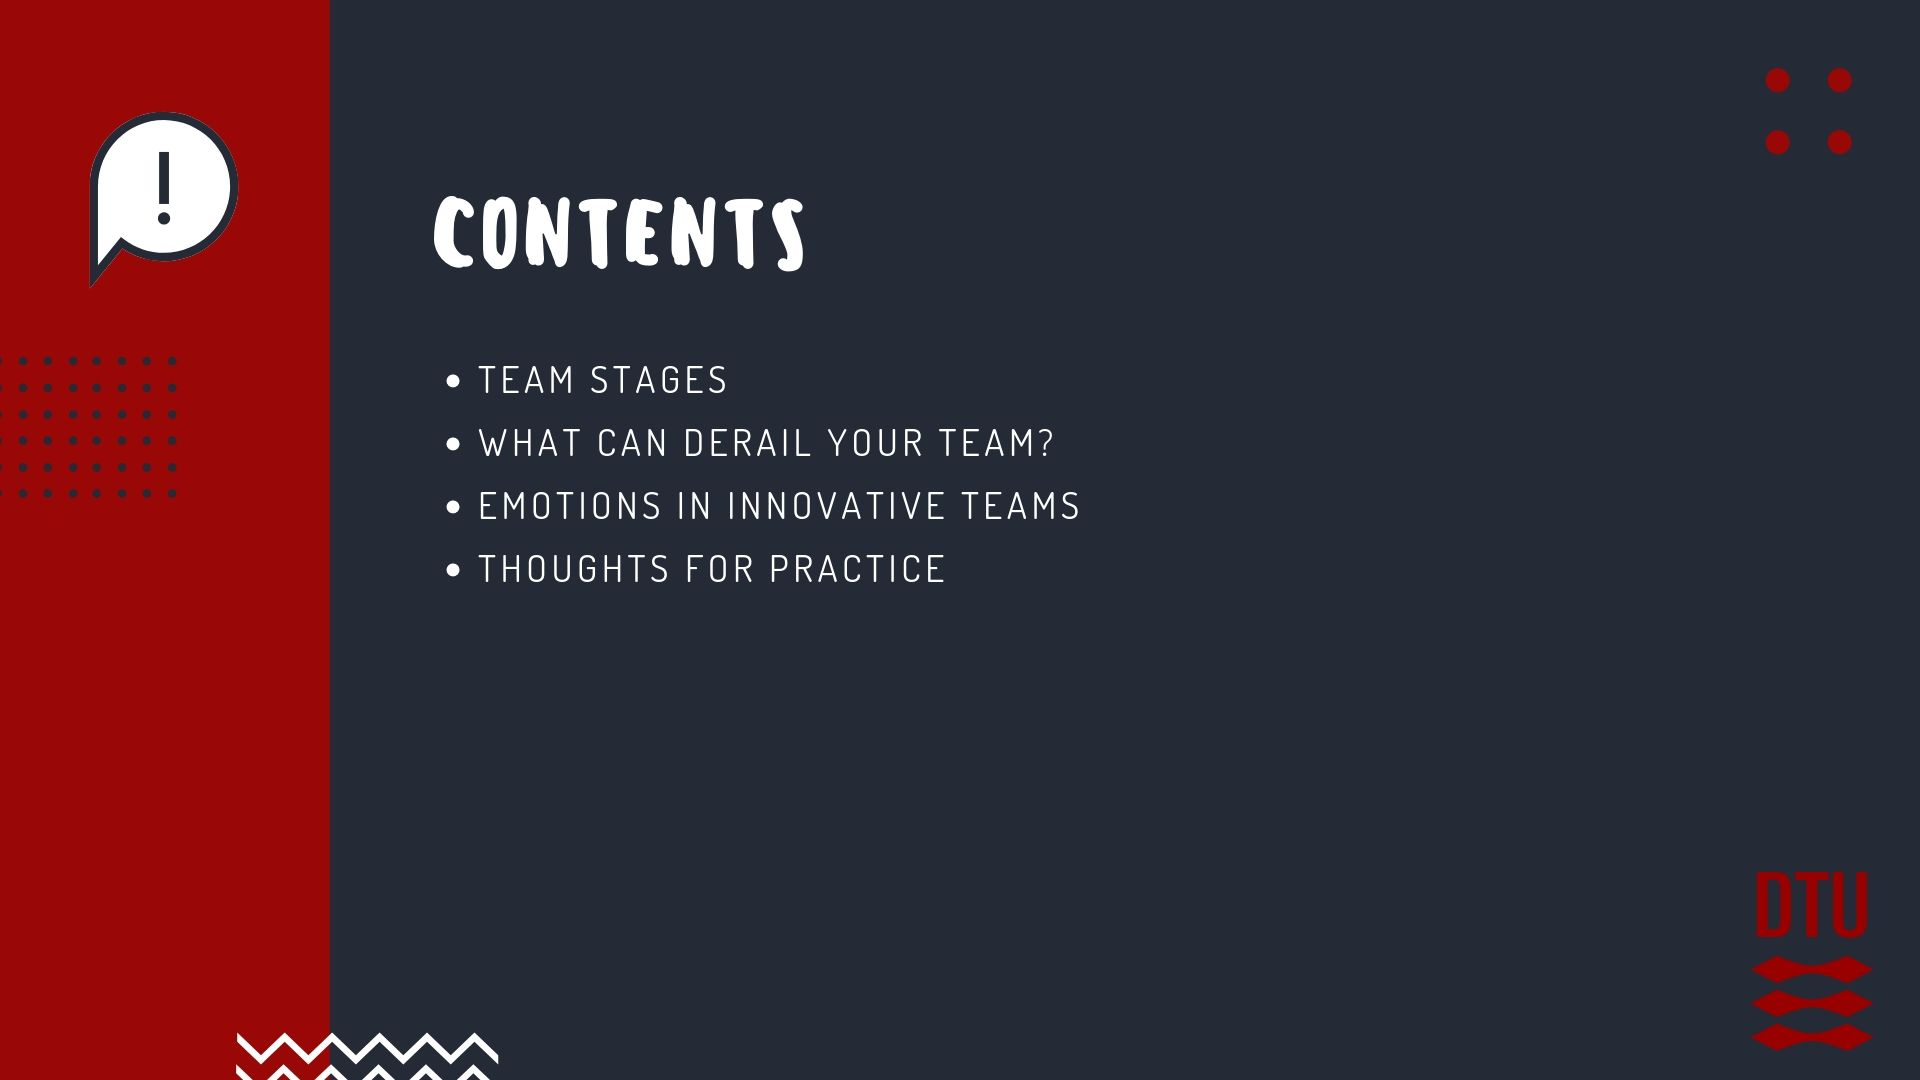 !
CONTENTS
• TEAM STAGES
• WHAT CAN DERAIL YOUR TEAM?
• EMOTIONS IN INNOVATIVE TEAMS
• THOUGHTS FOR PRACTICE
DTU